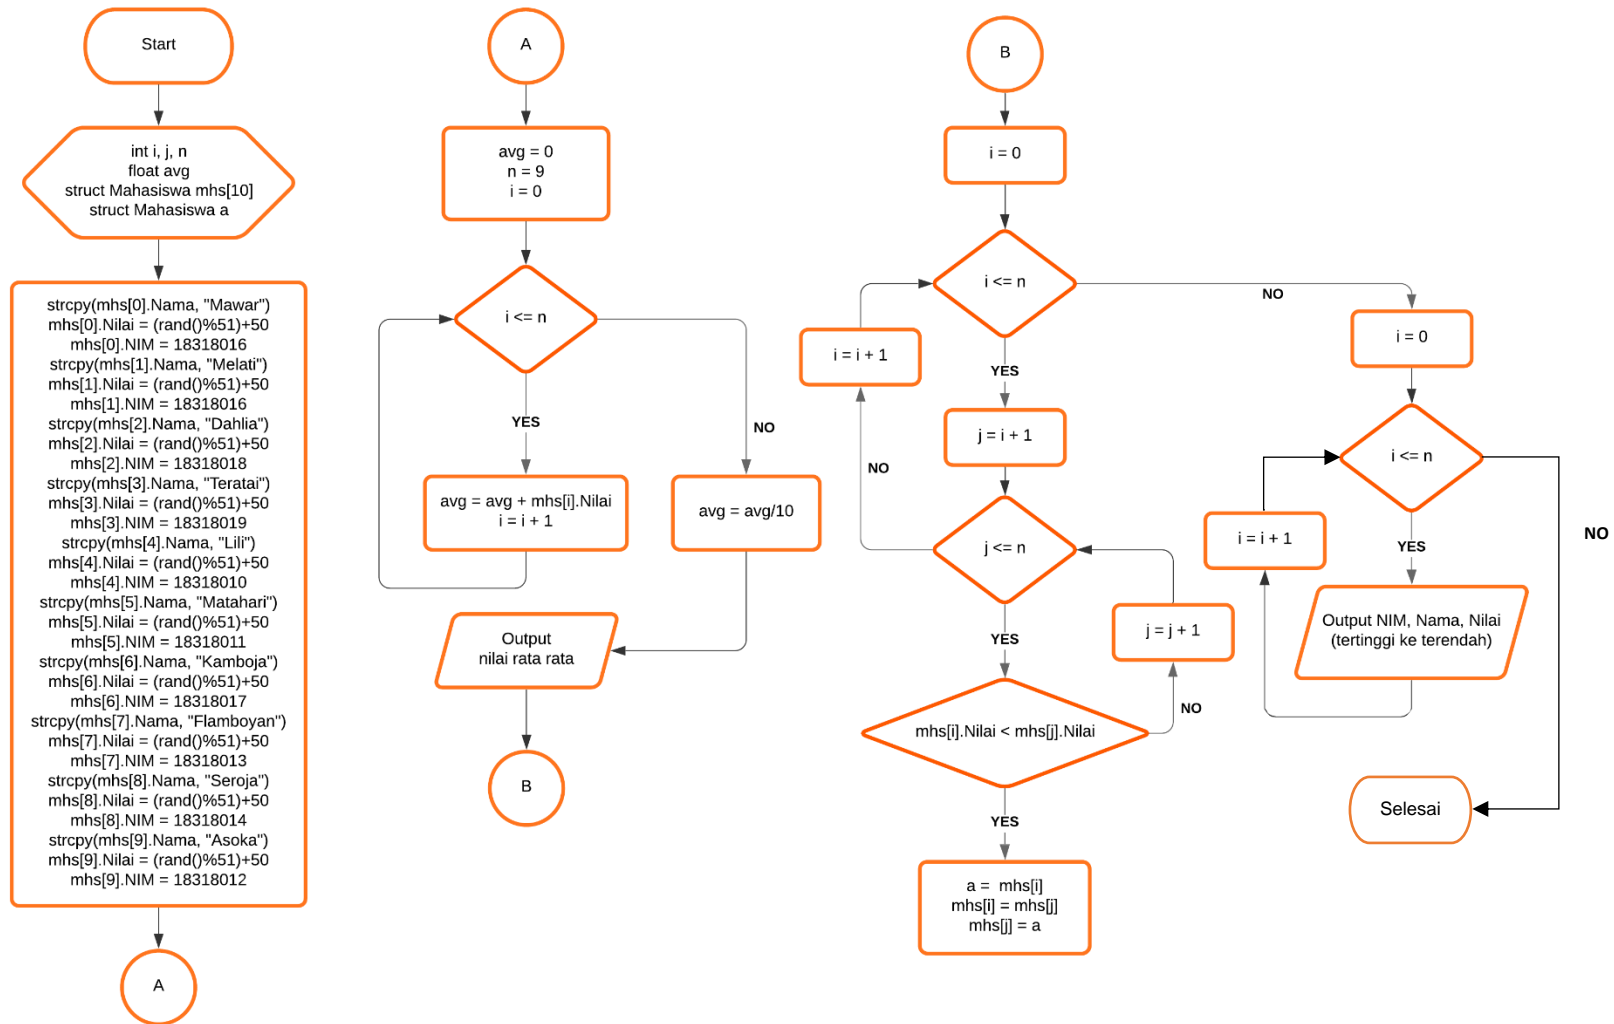 Start
int i, j, n
float avg
struct Mahasiswa mhs[10]
struct Mahasiswa a
strcpy(mhs[0].Nama, "Mawar")
mhs[0].Nilai = (rand()%51)+50
mhs[0].NIM = 18318016
strcpy(mhs[1].Nama, "Melati")
mhs[1].Nilai = (rand()%51)+50
mhs[1].NIM = 18318016
strcpy(mhs[2].Nama, "Dahlia")
mhs[2].Nilai = (rand()%51)+50
mhs[2].NIM = 18318018
strcpy(mhs[3].Nama, "Teratai")
mhs[3].Nilai = (rand()%51)+50
mhs[3].NIM = 18318019
strcpy(mhs[4].Nama, "Lili")
mhs[4].Nilai = (rand()%51)+50
mhs[4].NIM = 18318010
strcpy(mhs[5].Nama, "Matahari")
mhs[5].Nilai = (rand()%51)+50
mhs[5].NIM = 18318011
strcpy(mhs[6].Nama, "Kamboja")
mhs[6].Nilai = (rand()%51)+50
mhs[6].NIM = 18318017
strcpy(mhs[7].Nama, "Flamboyan")
mhs[7].Nilai = (rand()%51)+50
mhs[7].NIM = 18318013
strcpy(mhs[8].Nama, "Seroja")
mhs[8].Nilai = (rand()%51)+50
mhs[8].NIM = 18318014
strcpy(mhs[9].Nama, "Asoka")
mhs[9].Nilai = (rand()%51)+50
mhs[9].NIM = 18318012
A
A
avg = 0
n = 9
i = 0
i <= n
YES
NO
avg = avg + mhs[i].Nilai
i = i + 1
avg = avg/10
Output
nilai rata rata
B
B
i = 0
i <= n
NO
i = i + 1
YES
j = i + 1
NO
j <= n
YES
j = j + 1
NO
mhs[i].Nilai < mhs[j].Nilai
YES
a = mhs[i]
mhs[i] = mhs[j]
mhs[j] = a
i = 0
i <= n
NO
i = i + 1
YES
Output NIM, Nama, Nilai
(tertinggi ke terendah)
Selesai